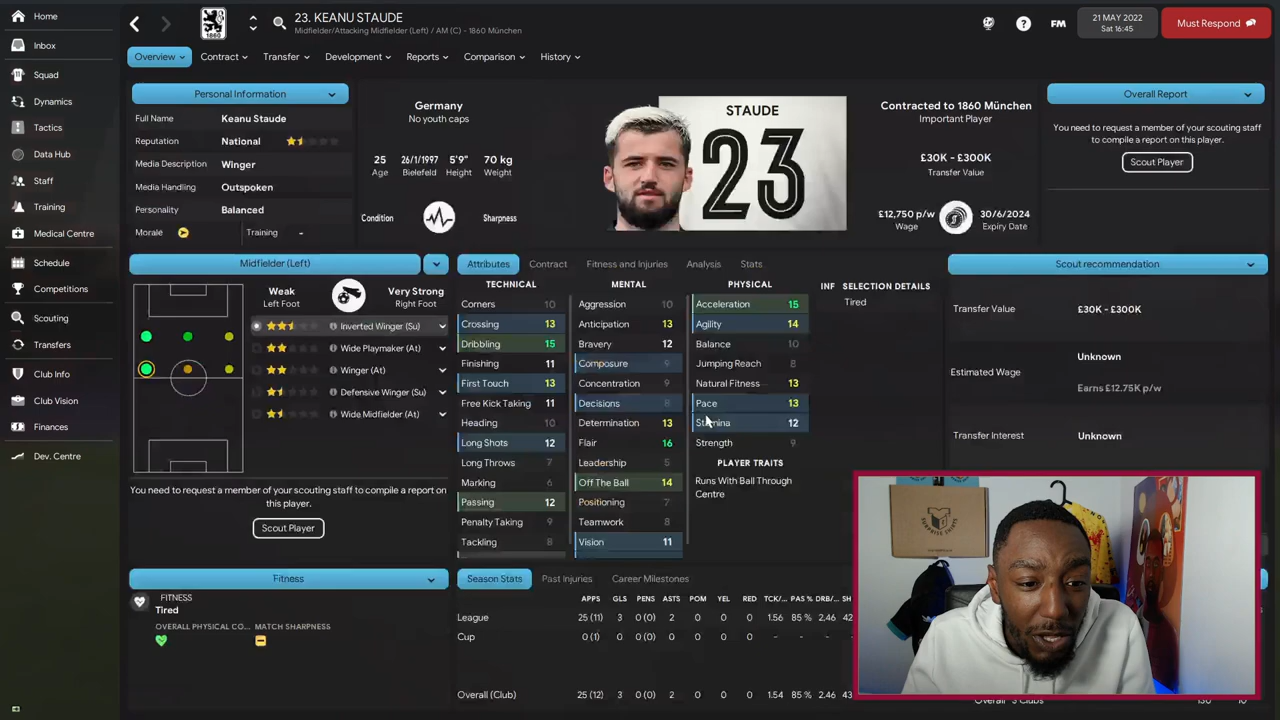 Home
Inbox
Squad
Dynamics
Tactics
Data Hub
Staff
Training
Medical Centre
Schedule
Competitions
Scouting
Transfers
Club Info
Club Vision
Finances
Dev. Centre
1860
23. KEANU STAUDE
Midfielder/Attacking Midfielder (Left) / AM (C) - 1860 München
?
FM
21 MAY 2022
Sat 16:45
Must Respond
Overview
Contract
Transfer
Development
Reports
Comparison
History
Personal Information
Full Name Keanu Staude
Reputation National
Media Description Winger
Media Handling Outspoken
Personality Balanced
Morale
Training -
Germany
No youth caps
25 26/1/1997 5'9" 70 kg
Age Bielefeld Height Weight
Condition Sharpness
STAUDE
23
Contracted to 1860 München
Important Player
£30K - £300K
Transfer Value
£12,750 p/w 30/6/2024
Wage Expiry Date
Overall Report
You need to request a member of your scouting staff
to compile a report on this player.
Scout Player
Midfielder (Left)
Weak Very Strong
Left Foot Right Foot
Inverted Winger (Su)
Wide Playmaker (At)
Winger (At)
Defensive Winger (Su)
Wide Midfielder (At)
You need to request a member of your scouting staff to compile a report on
this player.
Scout Player
Attributes
Contract
Fitness and Injuries
Analysis
Stats
TECHNICAL
Corners 10
Crossing 13
Dribbling 15
Finishing 11
First Touch 13
Free Kick Taking 11
Heading 10
Long Shots 12
Long Throws 7
Marking 6
Passing 12
Penalty Taking 9
Tackling 8
MENTAL
Aggression 10
Anticipation 13
Bravery 12
Composure 9
Concentration 9
Decisions 8
Determination 13
Flair 16
Leadership 5
Off The Ball 14
Positioning 7
Teamwork 8
Vision 11
PHYSICAL
Acceleration 15
Agility 14
Balance 10
Jumping Reach 8
Natural Fitness 13
Pace 13
Stamina 12
Strength 9
PLAYER TRAITS
Runs With Ball Through
Centre
INF SELECTION DETAILS
Tired
Scout recommendation
Transfer Value £30K - £300K
Estimated Wage Unknown
Earns £12.75K p/w
Transfer Interest Unknown
Fitness
FITNESS
Tired
OVERALL PHYSICAL CO... MATCH SHARPNESS
Season Stats
Past Injuries
Career Milestones
APPS GLS PENS ASTS POM YEL RED TCK/... PAS % DRB/... SH
League 25 (11) 3 0 (0) 2 0 0 0 1.56 85 % 2.46 42
Cup 0 (1) - 0 (0) - - - - - - - -
Overall (Club) 25 (12) 3 0 (0) 2 0 0 0 1.54 85 % 2.46 43
SURPRISE SHIRTS